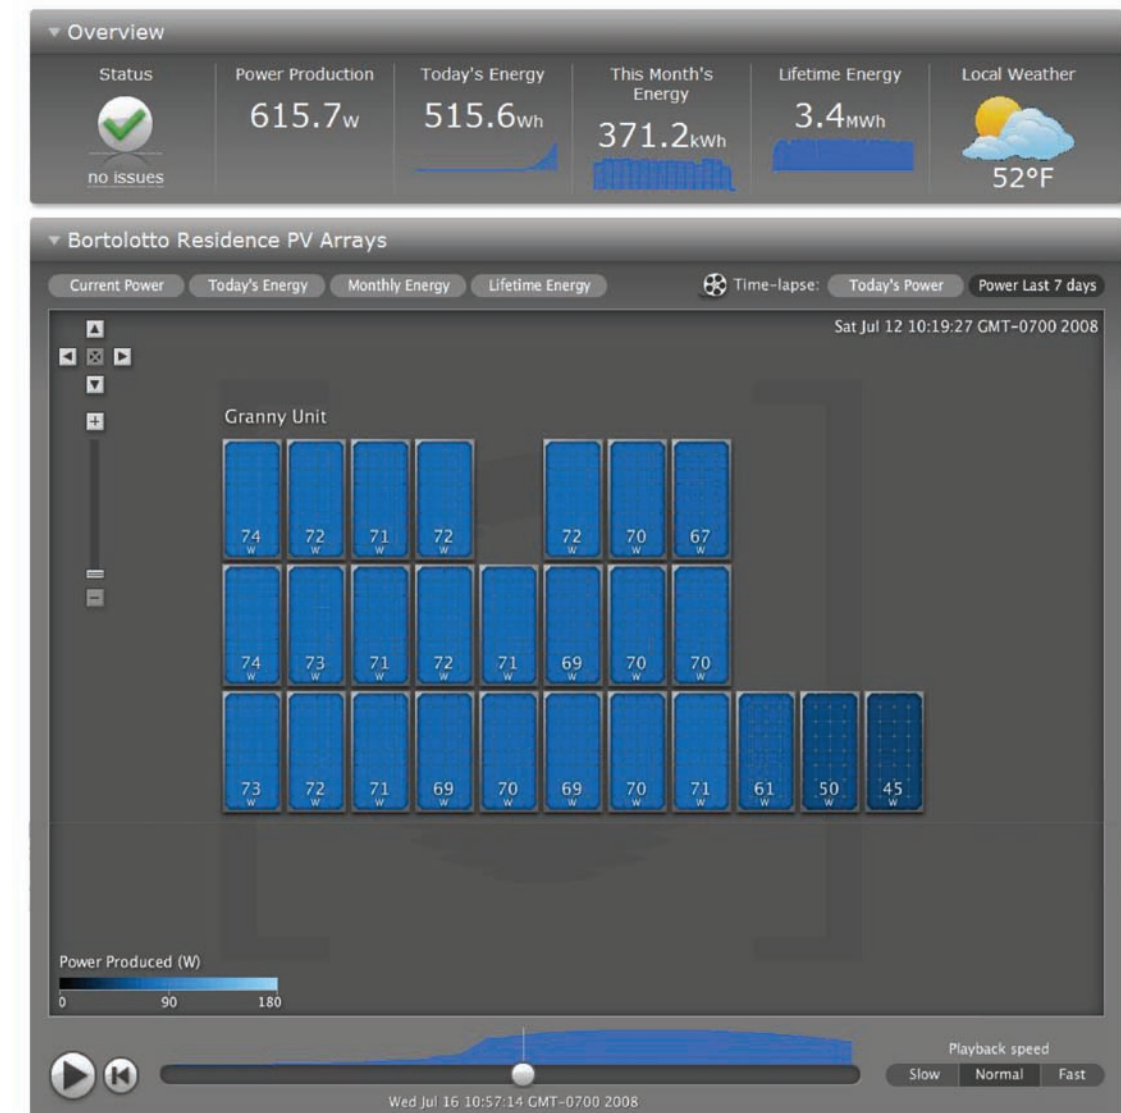 Overview
Status
no issues
Power Production
615.7W
Today's Energy
515.6Wh
This Month's
Energy
371.2kWh
Lifetime Energy
3.4MWh
Local Weather
52°F
Bortolotto Residence PV Arrays
Current Power Today's Energy Monthly Energy Lifetime Energy Time-lapse: Today's Power Power Last 7 days
Sat Jul 12 10:19:27 GMT-0700 2008
Granny Unit
74 72 71 72 72 70 67
W W W W W W W
74 73 71 72 71 69 70 70
W W W W W W W W
73 72 71 69 70 69 70 71 61 50 45
W W W W W W W W W W W
Power Produced (W)
0 90 180
Playback speed
Slow Normal Fast
Wed Jul 16 10:57:14 GMT-0700 2008